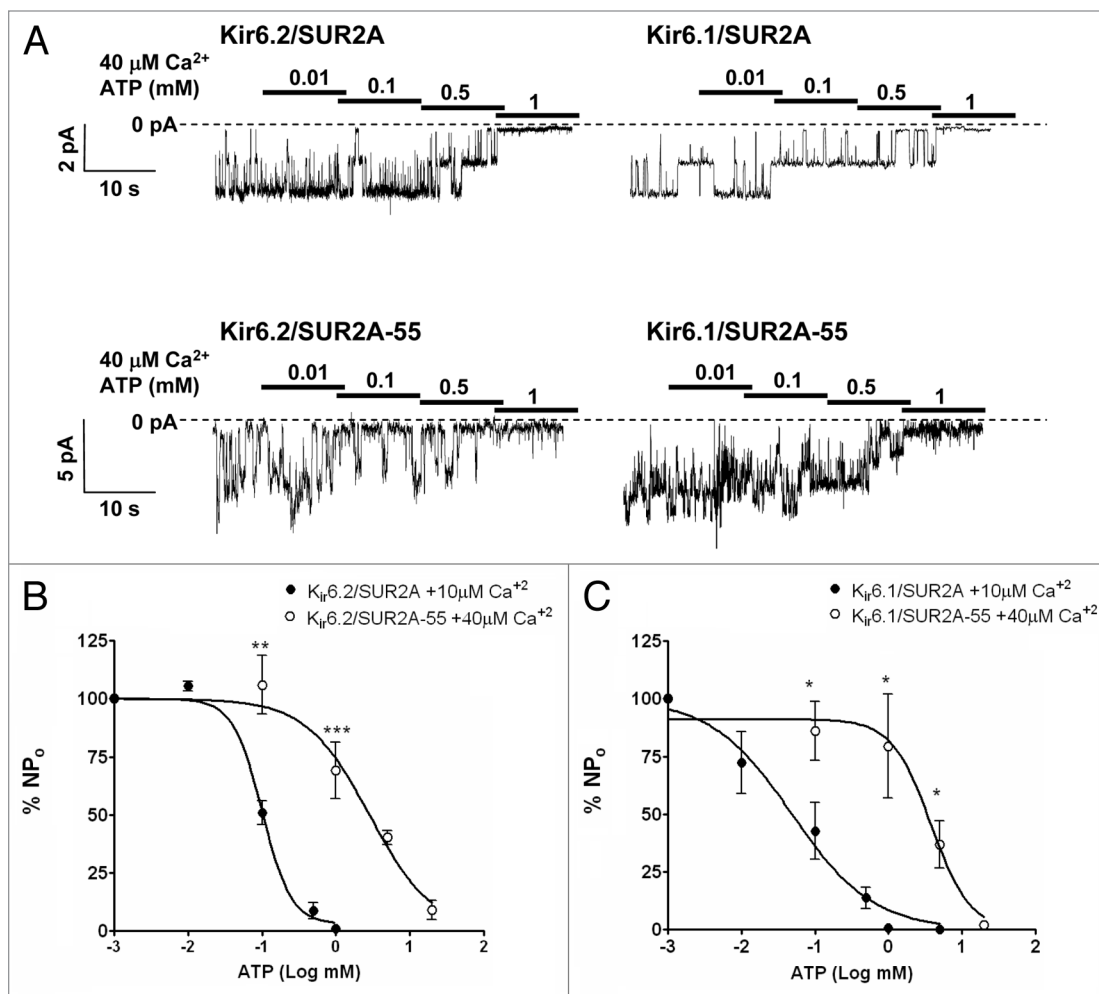 A
Kir6.2/SUR2A
Kir6.1/SUR2A
40 μM Ca²⁺
ATP (mM)
0.01
0.1
0.5
1
0.01
0.1
0.5
1
0 pA
2 pA
10 s
Kir6.2/SUR2A-55
Kir6.1/SUR2A-55
40 μM Ca²⁺
ATP (mM)
0.01
0.1
0.5
1
0.01
0.1
0.5
1
0 pA
5 pA
10 s
B
● Kir6.2/SUR2A +10μM Ca⁺²
○ Kir6.2/SUR2A-55 +40μM Ca⁺²
125
100
75
50
25
0
% NPo
**
***
-3 -2 -1 0 1 2
ATP (Log mM)
C
● Kir6.1/SUR2A +10μM Ca⁺²
○ Kir6.1/SUR2A-55 +40μM Ca⁺²
125
100
75
50
25
0
% NPo
*
*
*
-3 -2 -1 0 1 2
ATP (Log mM)